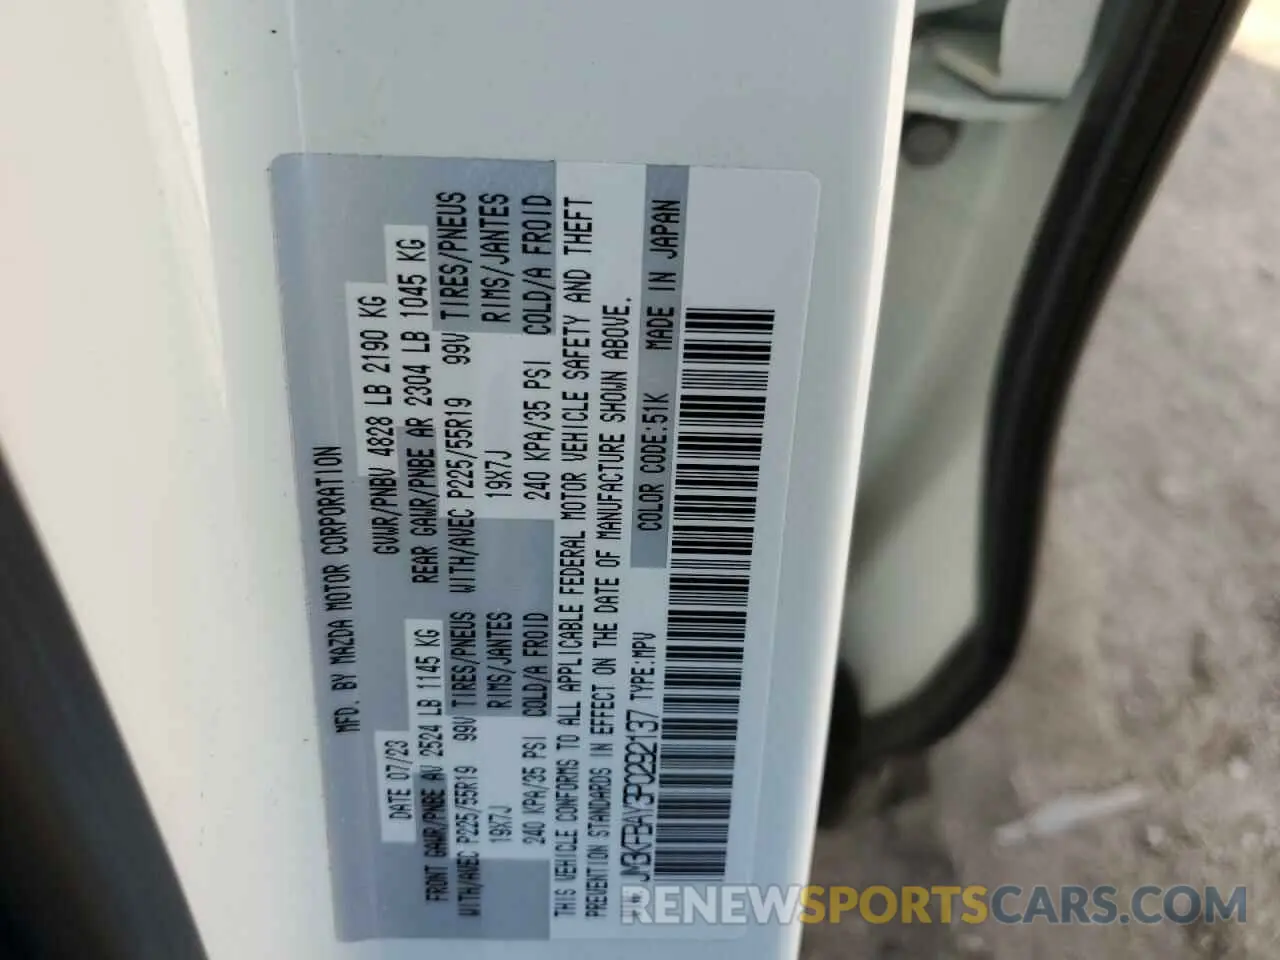 MFD. BY MAZDA MOTOR CORPORATION
DATE 07/23 GVWR/PNBV 4828 LB 2190 KG
FRONT GAWR/PNBE AV 2524 LB 1145 KG REAR GAWR/PNBE AR 2304 LB 1045 KG
WITH/AVEC P225/55R19 99V TIRES/PNEUS WITH/AVEC P225/55R19 99V TIRES/PNEUS
19X7J RIMS/JANTES 19X7J RIMS/JANTES
240 KPA/35 PSI COLD/A FROID 240 KPA/35 PSI COLD/A FROID
THIS VEHICLE CONFORMS TO ALL APPLICABLE FEDERAL MOTOR VEHICLE SAFETY AND THEFT
PREVENTION STANDARDS IN EFFECT ON THE DATE OF MANUFACTURE SHOWN ABOVE.
JM3KFBAY3P0292137 TYPE:MPV COLOR CODE:51K MADE IN JAPAN
RENEWSPORTSCARS.COM